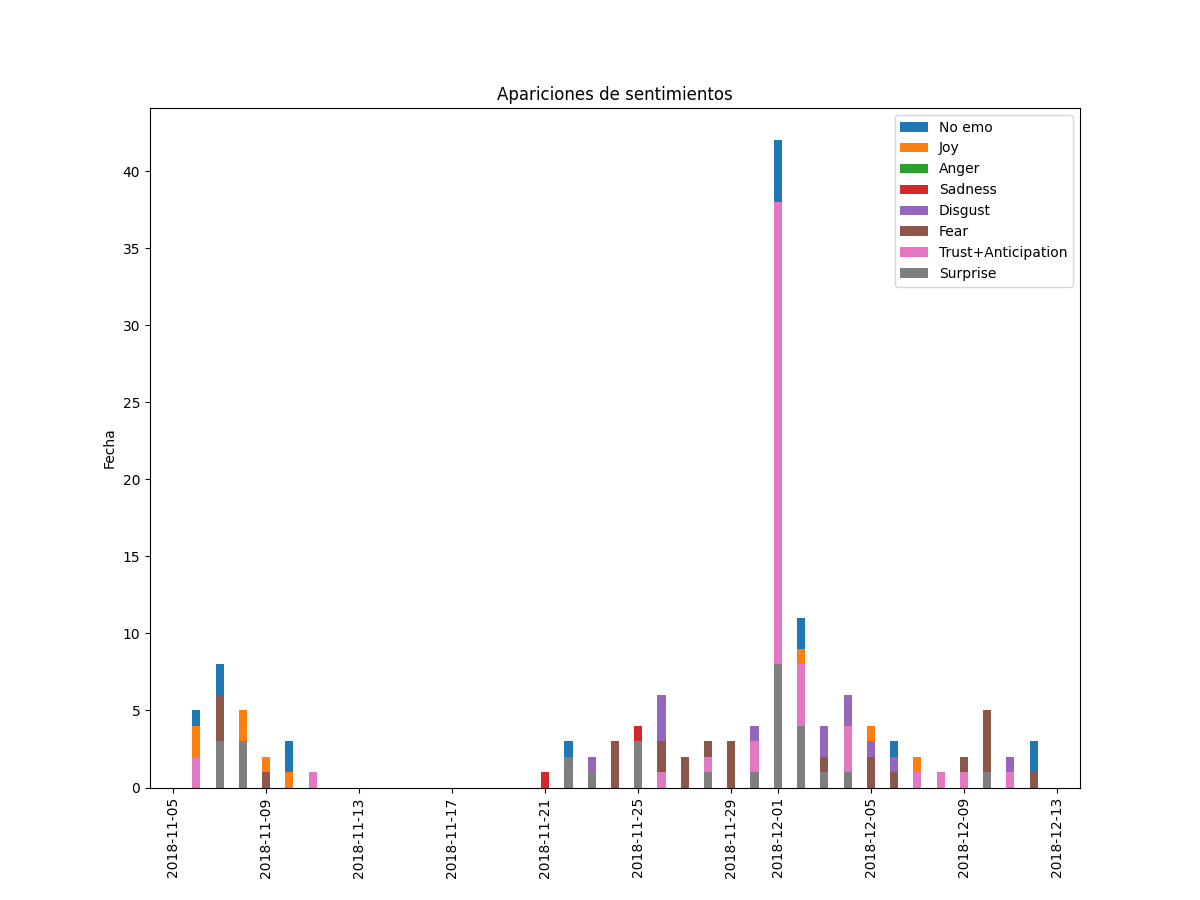 Apariciones de sentimientos
No emo
Joy
Anger
Sadness
Disgust
Fear
Trust+Anticipation
Surprise
Fecha
40
35
30
25
20
15
10
5
0
2018-11-05
2018-11-09
2018-11-13
2018-11-17
2018-11-21
2018-11-25
2018-11-29
2018-12-01
2018-12-05
2018-12-09
2018-12-13